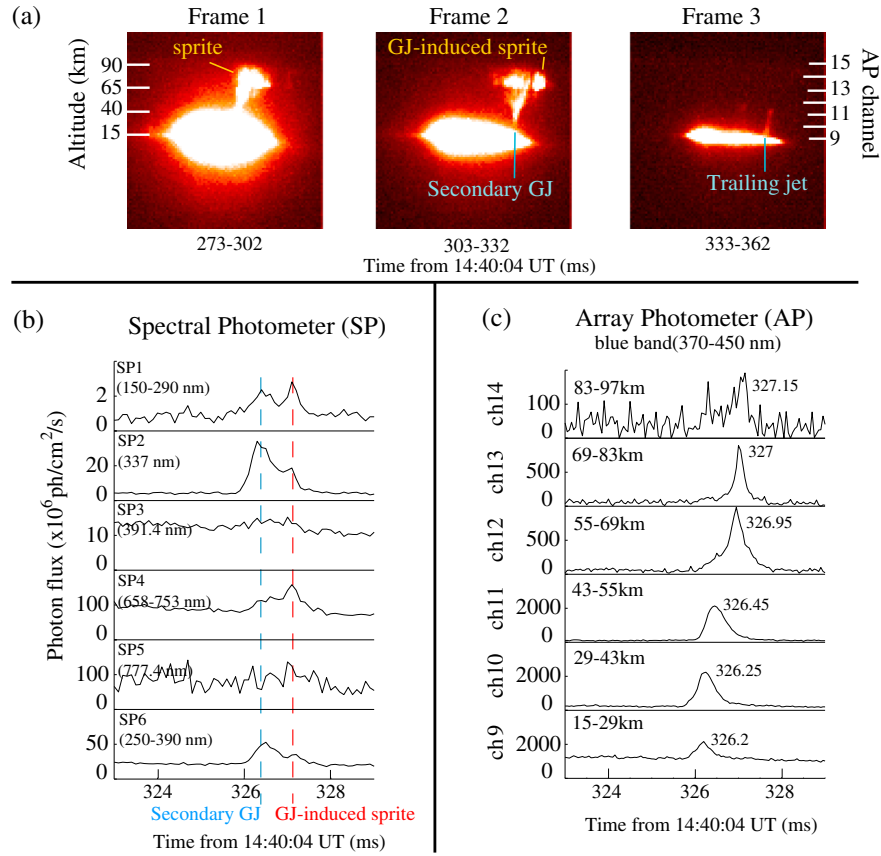 (a)
Frame 1
Frame 2
Frame 3
Altitude (km)
90
65
40
15
sprite
GJ-induced sprite
Secondary GJ
Trailing jet
15
13
11
9
AP channel
273-302
303-332
333-362
Time from 14:40:04 UT (ms)
(b)
Spectral Photometer (SP)
Photon flux (x10⁶ ph/cm²/s)
SP1
(150-290 nm)
2
0
SP2
(337 nm)
20
0
SP3
(391.4 nm)
10
0
SP4
(658-753 nm)
100
0
SP5
(777.4 nm)
100
0
SP6
(250-390 nm)
50
0
324
326
328
Secondary GJ
GJ-induced sprite
Time from 14:40:04 UT (ms)
(c)
Array Photometer (AP)
blue band(370-450 nm)
ch14
100
0
83-97km
327.15
ch13
500
0
69-83km
327
ch12
500
0
55-69km
326.95
ch11
2000
0
43-55km
326.45
ch10
2000
0
29-43km
326.25
ch9
2000
0
15-29km
326.2
324
326
328
Time from 14:40:04 UT (ms)